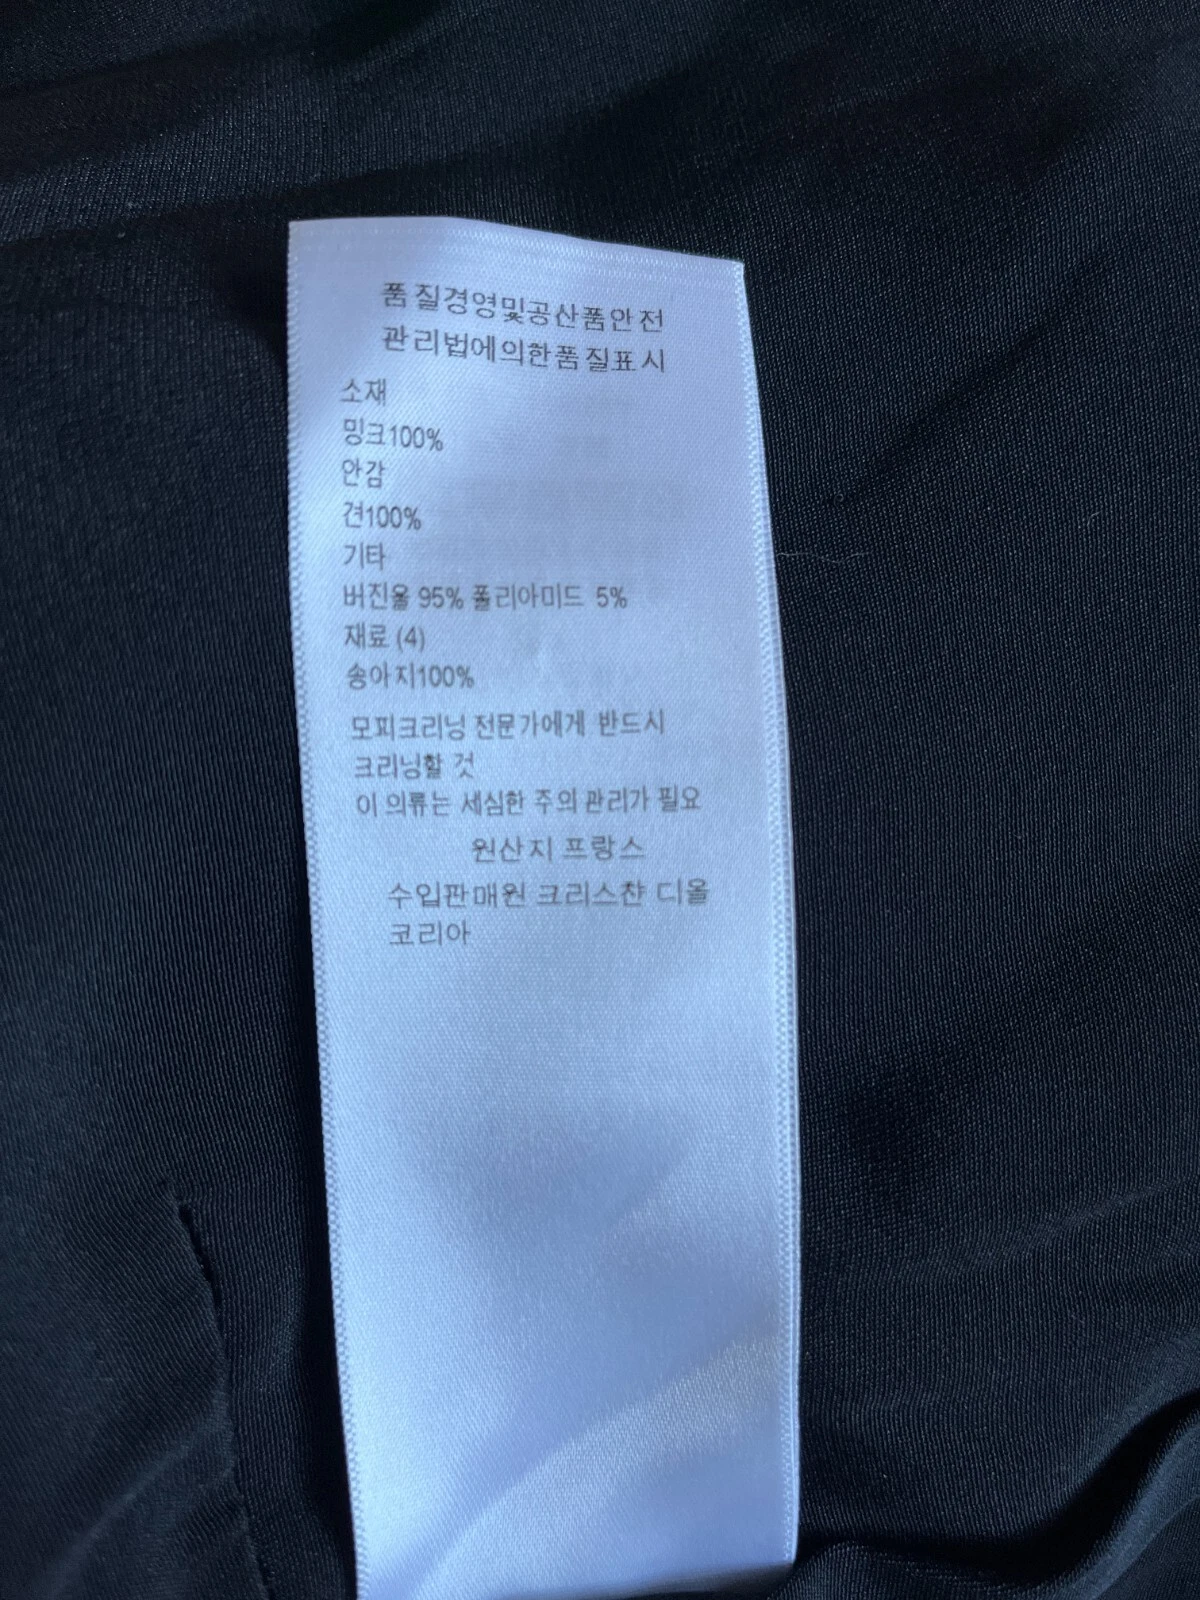 품질경영및공산품안전
관리법에의한품질표시
소재
밍크100%
안감
견100%
기타
버진울 95% 폴리아미드 5%
재료 (4)
송아지100%
모피크리닝 전문가에게 반드시
크리닝할 것
이 의류는 세심한 주의 관리가 필요
원산지 프랑스
수입판매원 크리스챤 디올
코리아